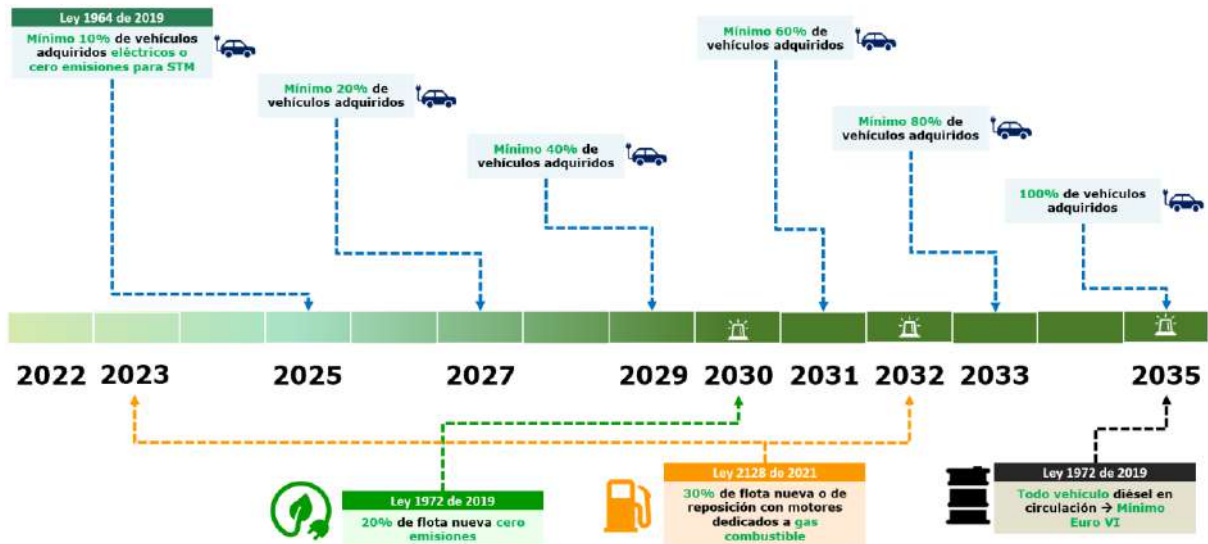 Ley 1964 de 2019
Mínimo 10% de vehículos
adquiridos eléctricos o
cero emisiones para STM
Mínimo 20% de
vehículos adquiridos
Mínimo 40% de
vehículos adquiridos
Mínimo 60% de
vehículos adquiridos
Mínimo 80% de
vehículos adquiridos
100% de vehículos
adquiridos
2022 2023 2025 2027 2029 2030 2031 2032 2033 2035
Ley 1972 de 2019
20% de flota nueva cero
emisiones
Ley 2128 de 2021
30% de flota nueva o de
reposición con motores
dedicados a gas
combustible
Ley 1972 de 2019
Todo vehículo diésel en
circulación → Mínimo
Euro VI